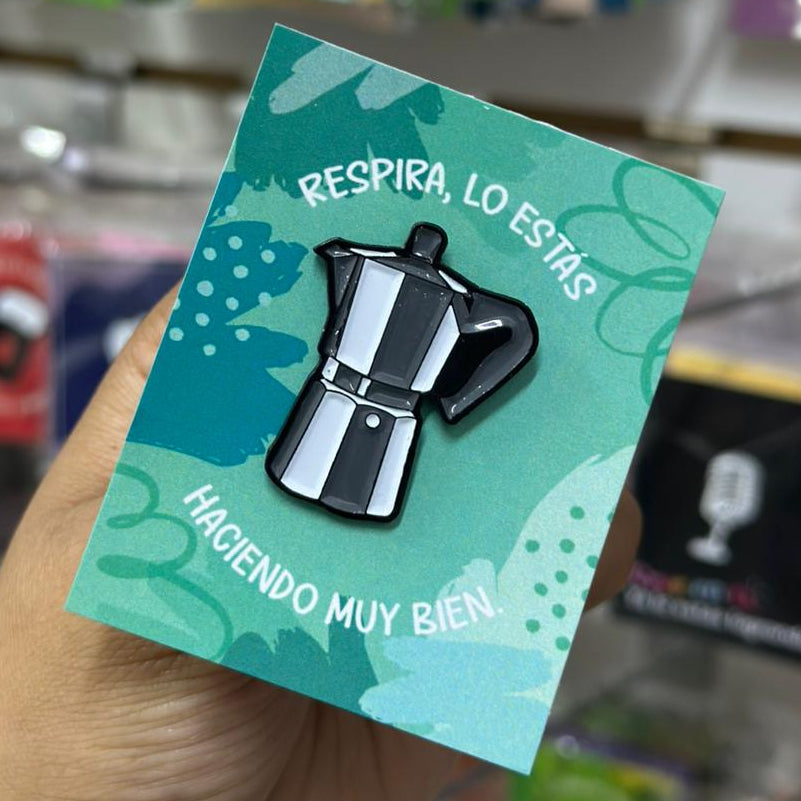 RESPIRA, LO ESTÁS
HACIENDO MUY BIEN.